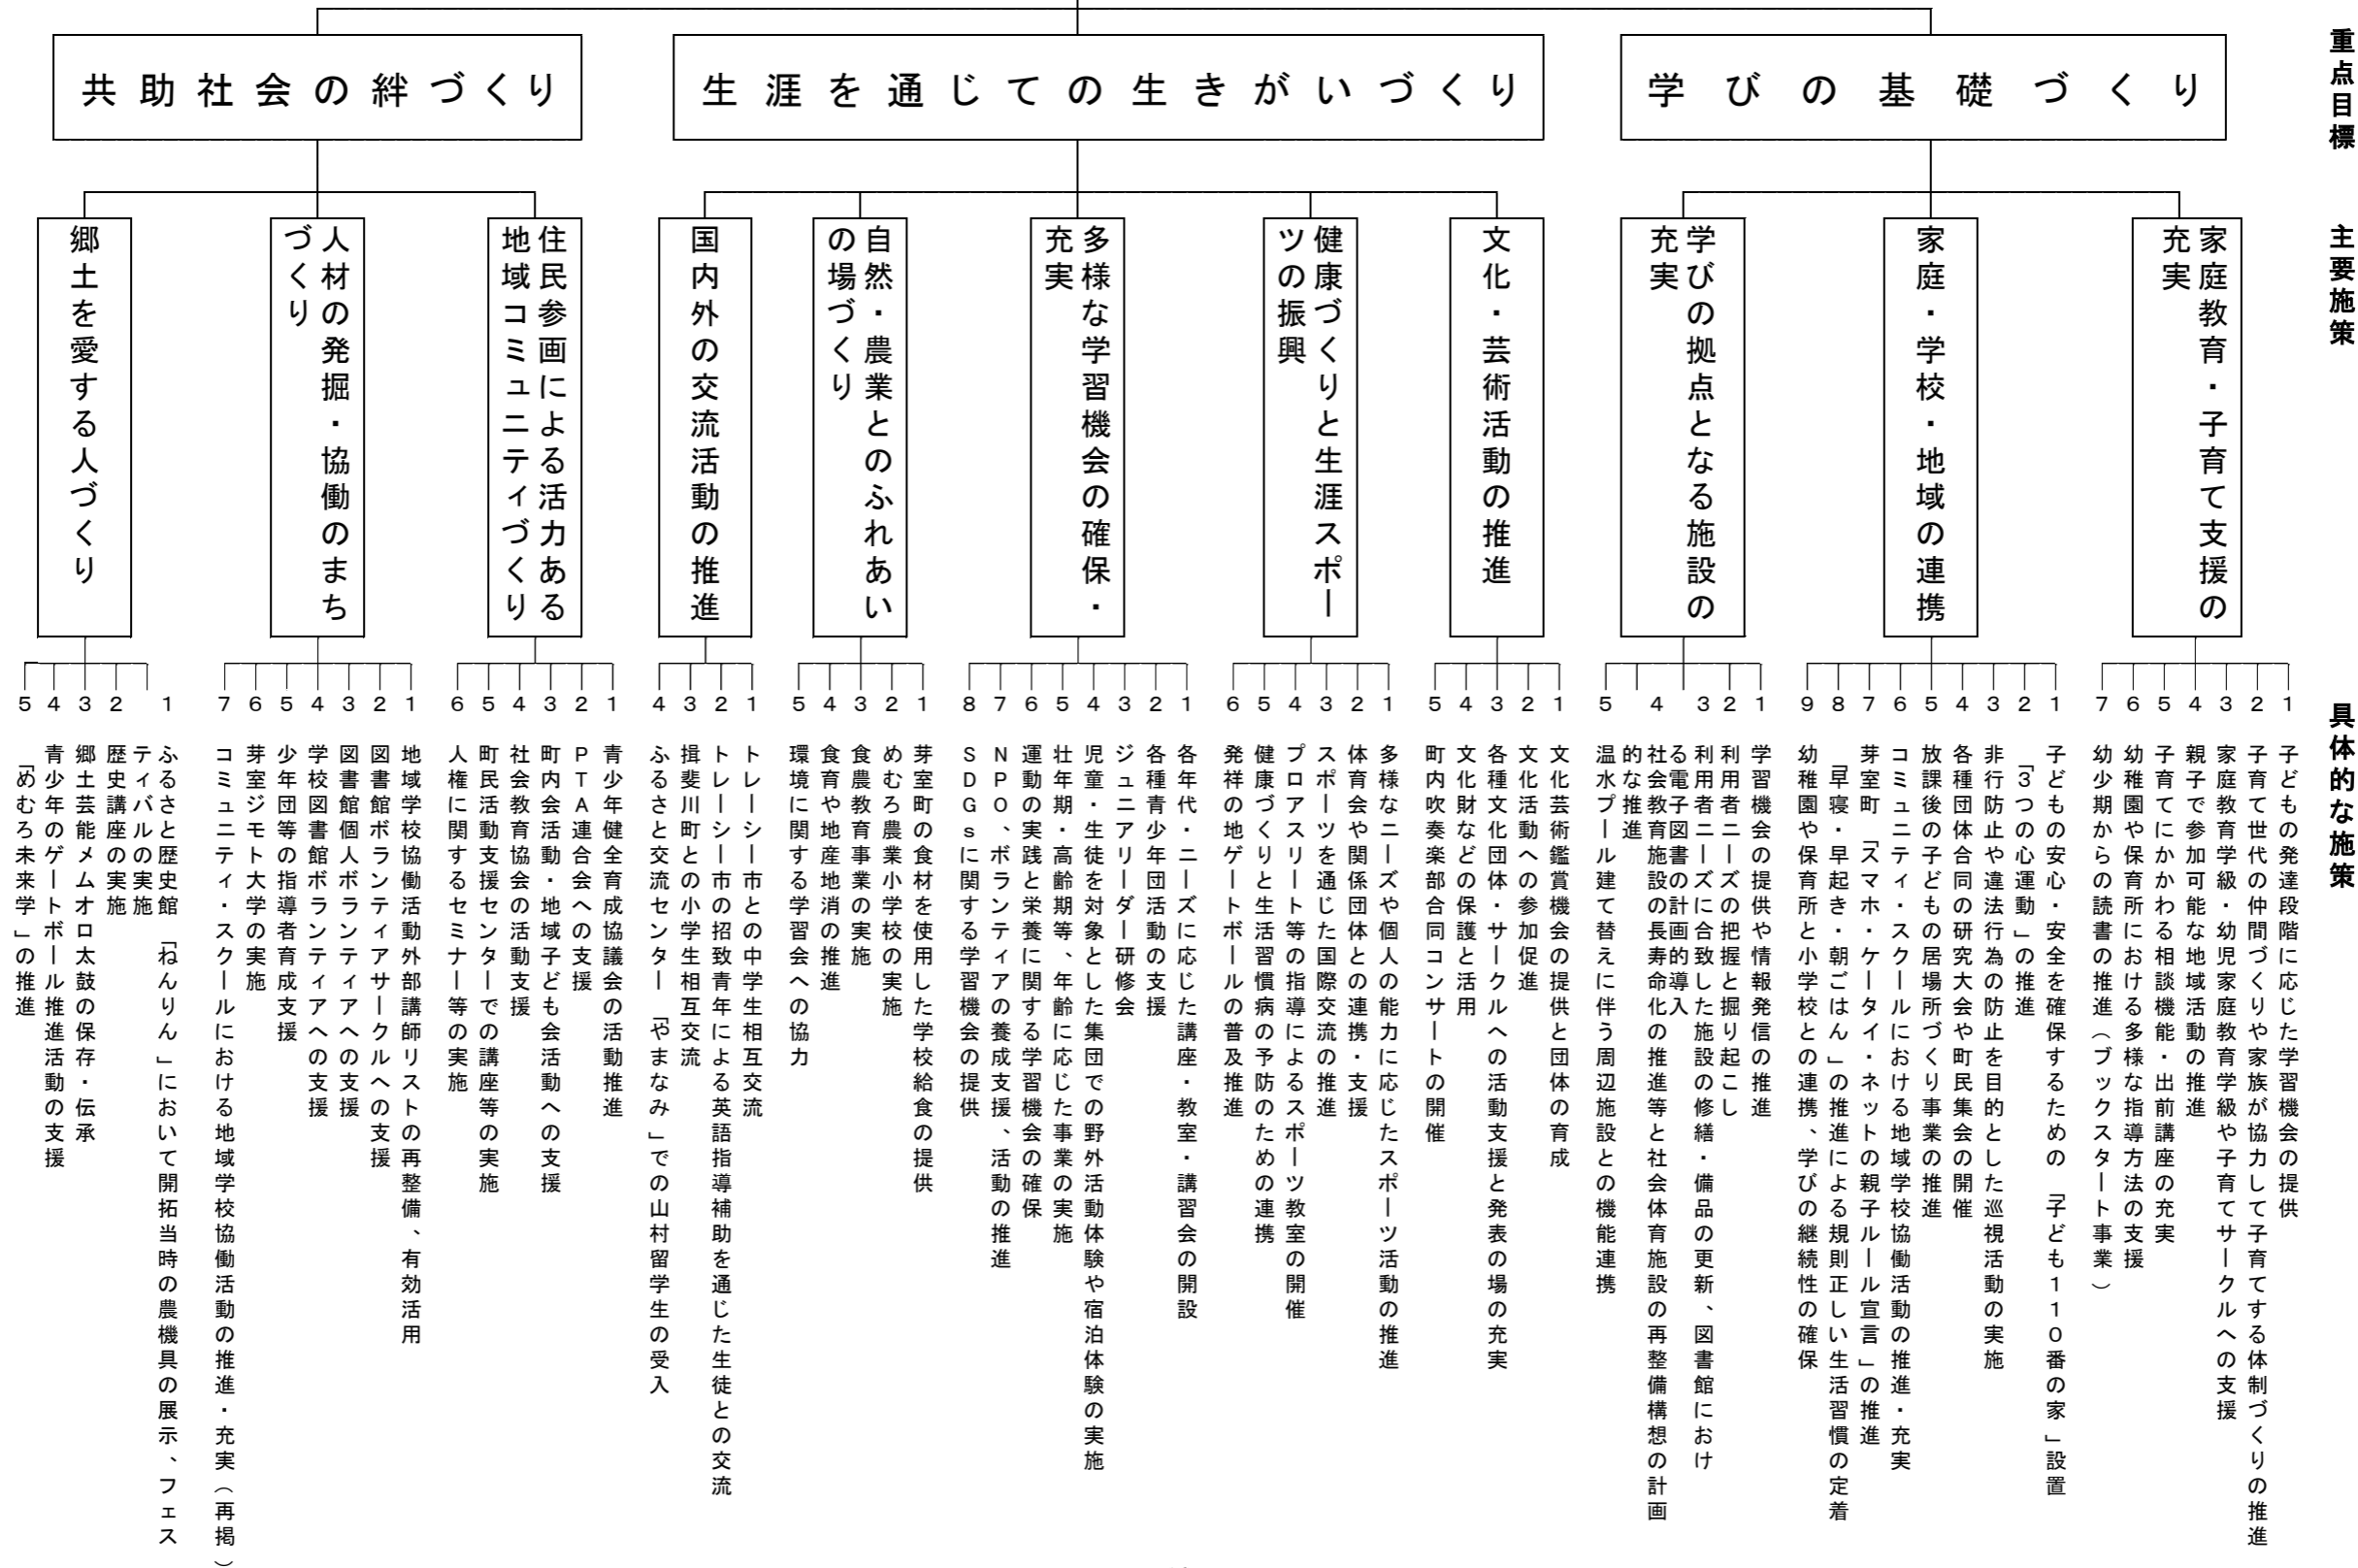 重点目標
学びの基礎づくり
生涯を通じての生きがいづくり
共助社会の絆づくり
主要施策
家庭教育・子育て支援の
充実
家庭・学校・地域の連携
学びの拠点となる施設の
充実
文化・芸術活動の推進
健康づくりと生涯スポー
ツの振興
多様な学習機会の確保・
充実
自然・農業とのふれあい
の場づくり
国内外の交流活動の推進
住民参画による活力ある
地域コミュニティづくり
人材の発掘・協働のまち
づくり
郷土を愛する人づくり
具体的な施策
1 子どもの発達段階に応じた学習機会の提供
2 子育て世代の仲間づくりや家族が協力して子育てする体制づくりの推進
3 家庭教育学級・幼児家庭教育学級や子育てサークルへの支援
4 親子で参加可能な地域活動の推進
5 子育てにかかわる相談機能・出前講座の充実
6 幼稚園や保育所における多様な指導方法の支援
7 幼少期からの読書の推進（ブックスタート事業）
1 子どもの安心・安全を確保するための「子ども110番の家」設置
2 「3つの心運動」の推進
3 非行防止や違法行為の防止を目的とした巡視活動の実施
4 各種団体合同の研究大会や町民集会の開催
5 放課後の子どもの居場所づくり事業の推進
6 コミュニティ・スクールにおける地域学校協働活動の推進・充実
7 芽室町「スマホ・ケータイ・ネットの親子ルール宣言」の推進
8 「早寝・早起き・朝ごはん」の推進による規則正しい生活習慣の定着
9 幼稚園や保育所と小学校との連携、学びの継続性の確保
1 学習機会の提供や情報発信の推進
2 利用者ニーズの把握と掘り起こし
3 利用者ニーズに合致した施設の修繕・備品の更新、図書館におけ
る電子図書の計画的導入
4 社会教育施設の長寿命化の推進等と社会体育施設の再整備構想の計画
的な推進
5 温水プール建て替えに伴う周辺施設との機能連携
1 文化芸術鑑賞機会の提供と団体の育成
2 文化活動への参加促進
3 各種文化団体・サークルへの活動支援と発表の場の充実
4 文化財などの保護と活用
5 町内吹奏楽部合同コンサートの開催
1 多様なニーズや個人の能力に応じたスポーツ活動の推進
2 体育会や関係団体との連携・支援
3 スポーツを通じた国際交流の推進
4 プロアスリート等の指導によるスポーツ教室の開催
5 健康づくりと生活習慣病の予防のための連携
6 発祥の地ゲートボールの普及推進
1 各年代・ニーズに応じた講座・教室・講習会の開設
2 各種青少年団活動の支援
3 ジュニアリーダー研修会
4 児童・生徒を対象とした集団での野外活動体験や宿泊体験の実施
5 壮年期・高齢期等、年齢に応じた事業の実施
6 運動の実践と栄養に関する学習機会の確保
7 NPO、ボランティアの養成支援、活動の推進
8 SDGsに関する学習機会の提供
1 芽室町の食材を使用した学校給食の提供
2 めむろ農業小学校の実施
3 食農教育事業の実施
4 食育や地産地消の推進
5 環境に関する学習会への協力
1 トレーシー市との中学生相互交流
2 トレーシー市の招致青年による英語指導補助を通じた生徒との交流
3 揖斐川町との小学生相互交流
4 ふるさと交流センター「やまなみ」での山村留学生の受入
1 青少年健全育成協議会の活動推進
2 PTA連合会への支援
3 町内会活動・地域子ども会活動への支援
4 社会教育協会の活動支援
5 町民活動支援センターでの講座等の実施
6 人権に関するセミナー等の実施
1 地域学校協働活動外部講師リストの再整備、有効活用
2 図書館ボランティアサークルへの支援
3 図書館個人ボランティアへの支援
4 学校図書館ボランティアへの支援
5 少年団等の指導者育成支援
6 芽室ジモト大学の実施
7 コミュニティ・スクールにおける地域学校協働活動の推進・充実（再掲）
1 ふるさと歴史館「ねんりん」において開拓当時の農機具の展示、フェス
ティバルの実施
2 歴史講座の実施
3 郷土芸能メムオロ太鼓の保存・伝承
4 青少年のゲートボール推進活動の支援
5 「めむろ未来学」の推進